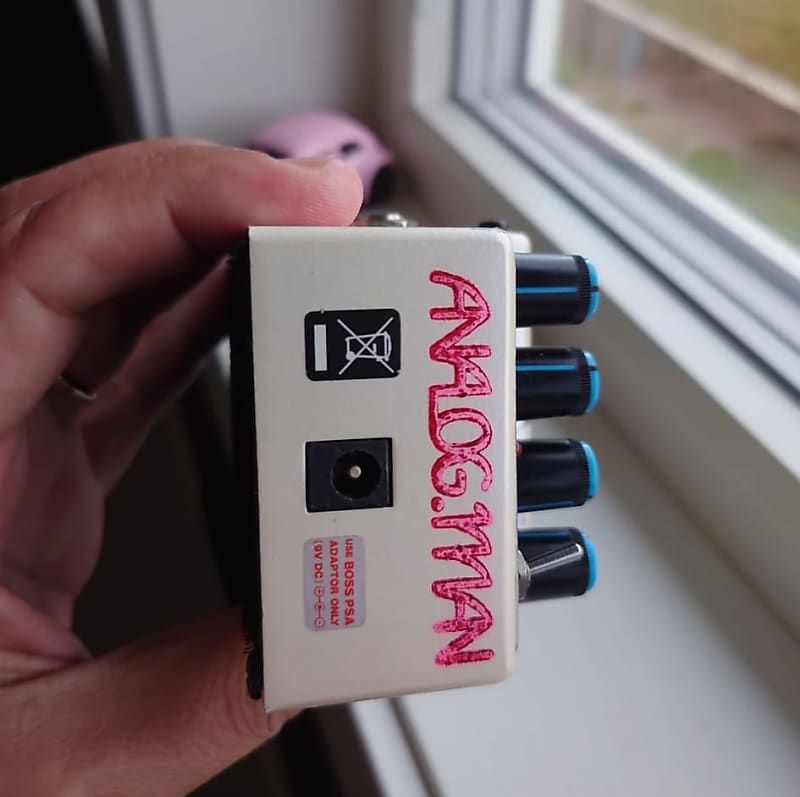 ANALOG.MAN
USE BOSS PSA
ADAPTOR ONLY
(9V DC)